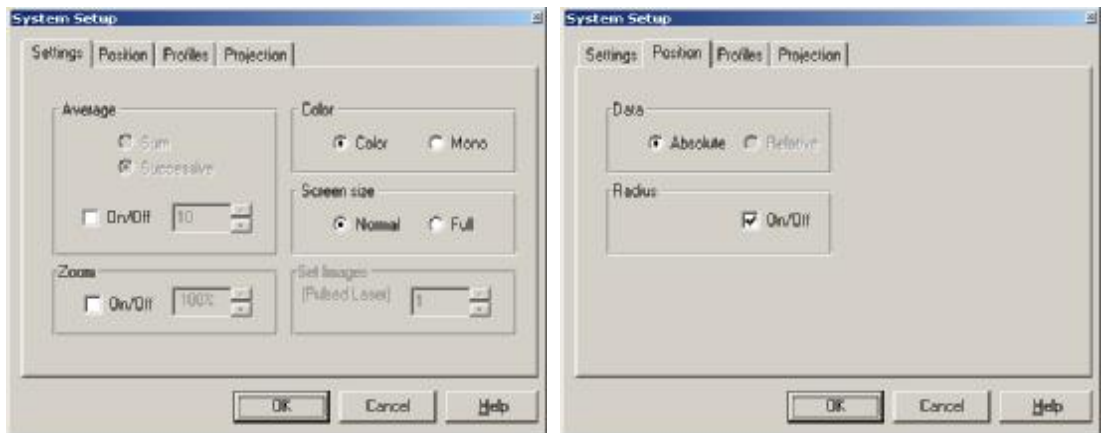 System Setup
Settings Position Profiles Projection
Average
Sum
Successive
On/Off 10
Zoom
On/Off 100%
Color
Color Mono
Screen size
Normal Full
Set Images
(Pulsed Laser) 1
OK Cancel Help
System Setup
Settings Position Profiles Projection
Data
Absolute Relative
Radius
On/Off
OK Cancel Help